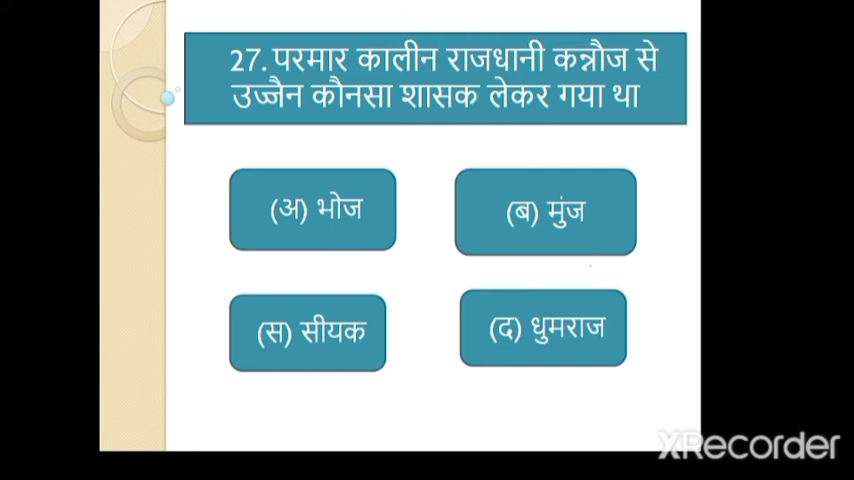 27. परमार कालीन राजधानी कन्नौज से
उज्जैन कौनसा शासक लेकर गया था
(अ) भोज
(ब) मुंज
(स) सीयक
(द) धुमराज
XRecorder